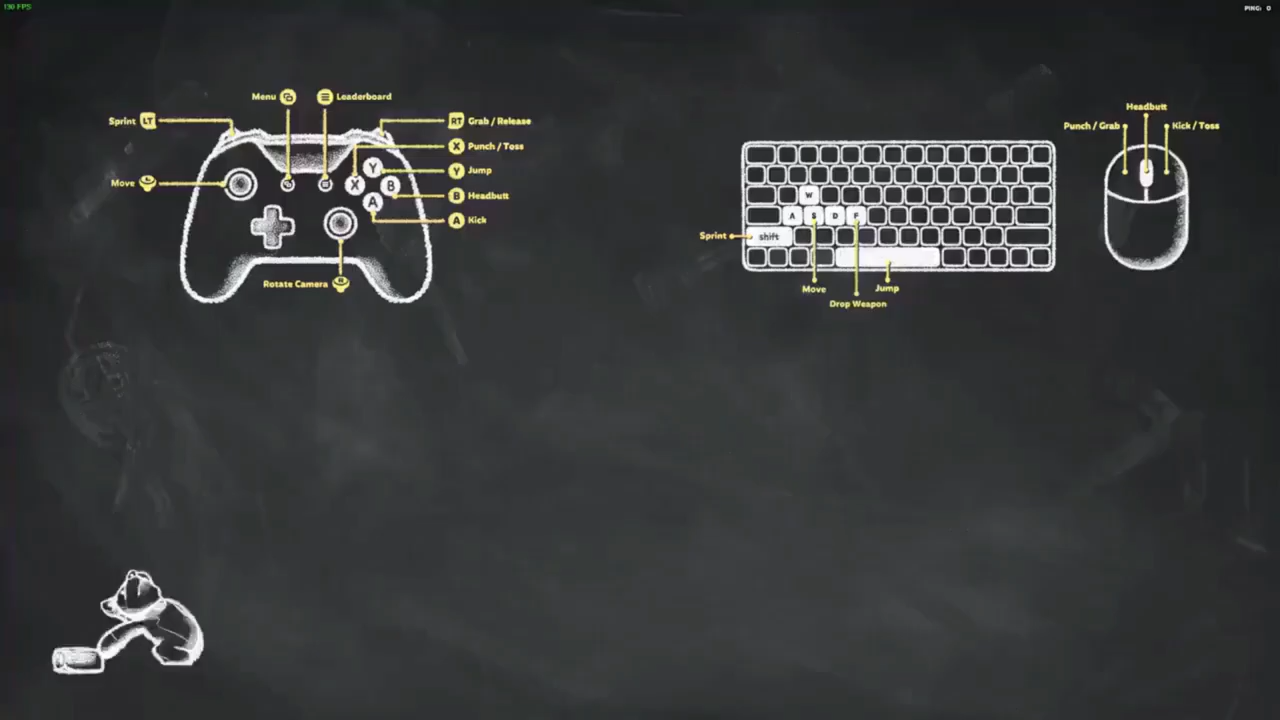 130 FPS
PING: 0
Menu
Leaderboard
Sprint LT
RT Grab / Release
X Punch / Toss
Y Jump
B Headbutt
A Kick
Move
Y
X B
A
Rotate Camera
Headbutt
Punch / Grab
Kick / Toss
W
A S D F
Sprint
shift
Move
Jump
Drop Weapon